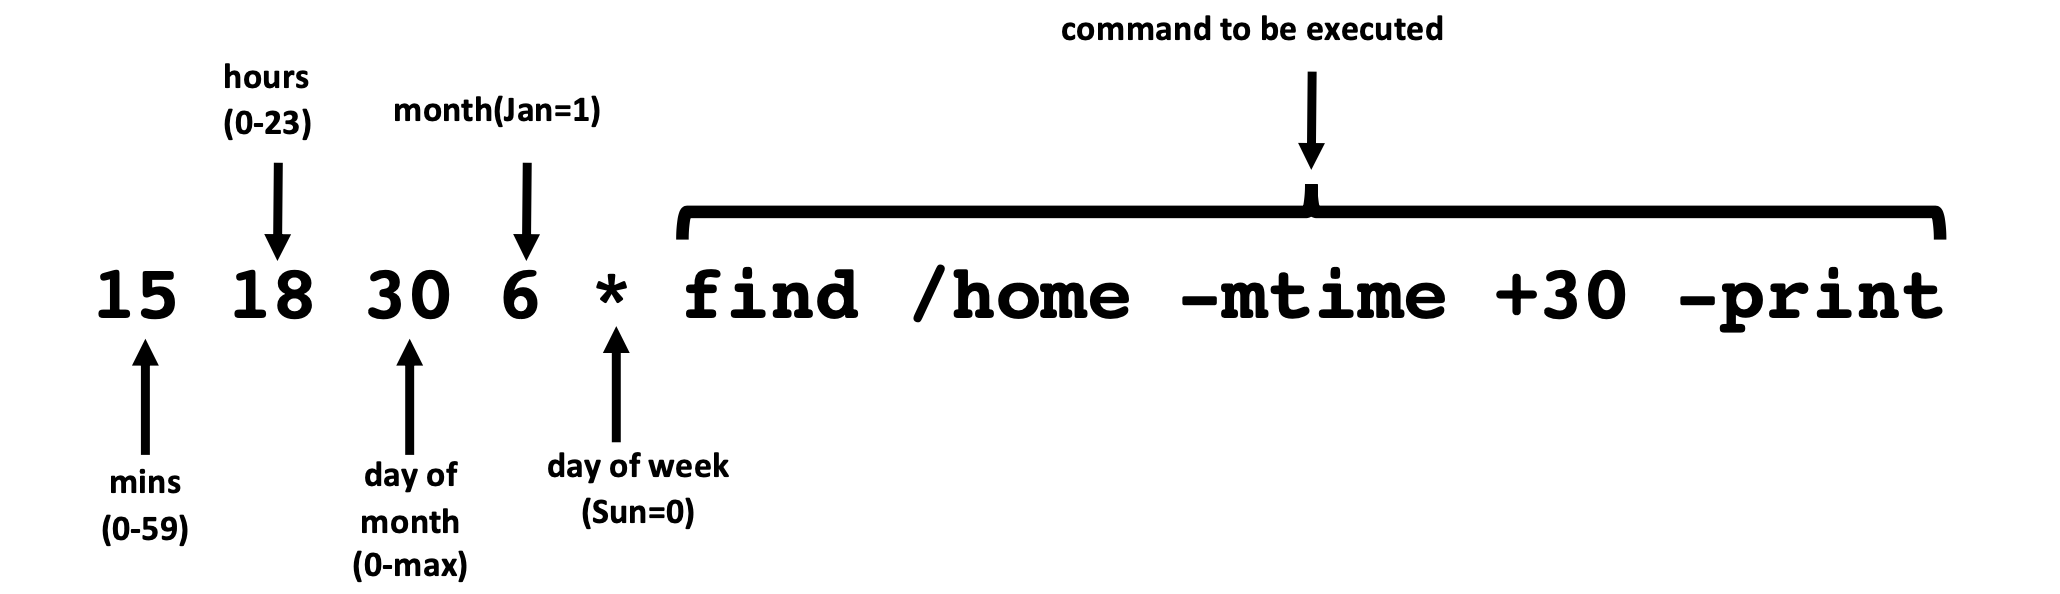 command to be executed
hours
(0-23)
month(Jan=1)
15 18 30 6 * find /home -mtime +30 -print
mins
(0-59)
day of
month
(0-max)
day of week
(Sun=0)